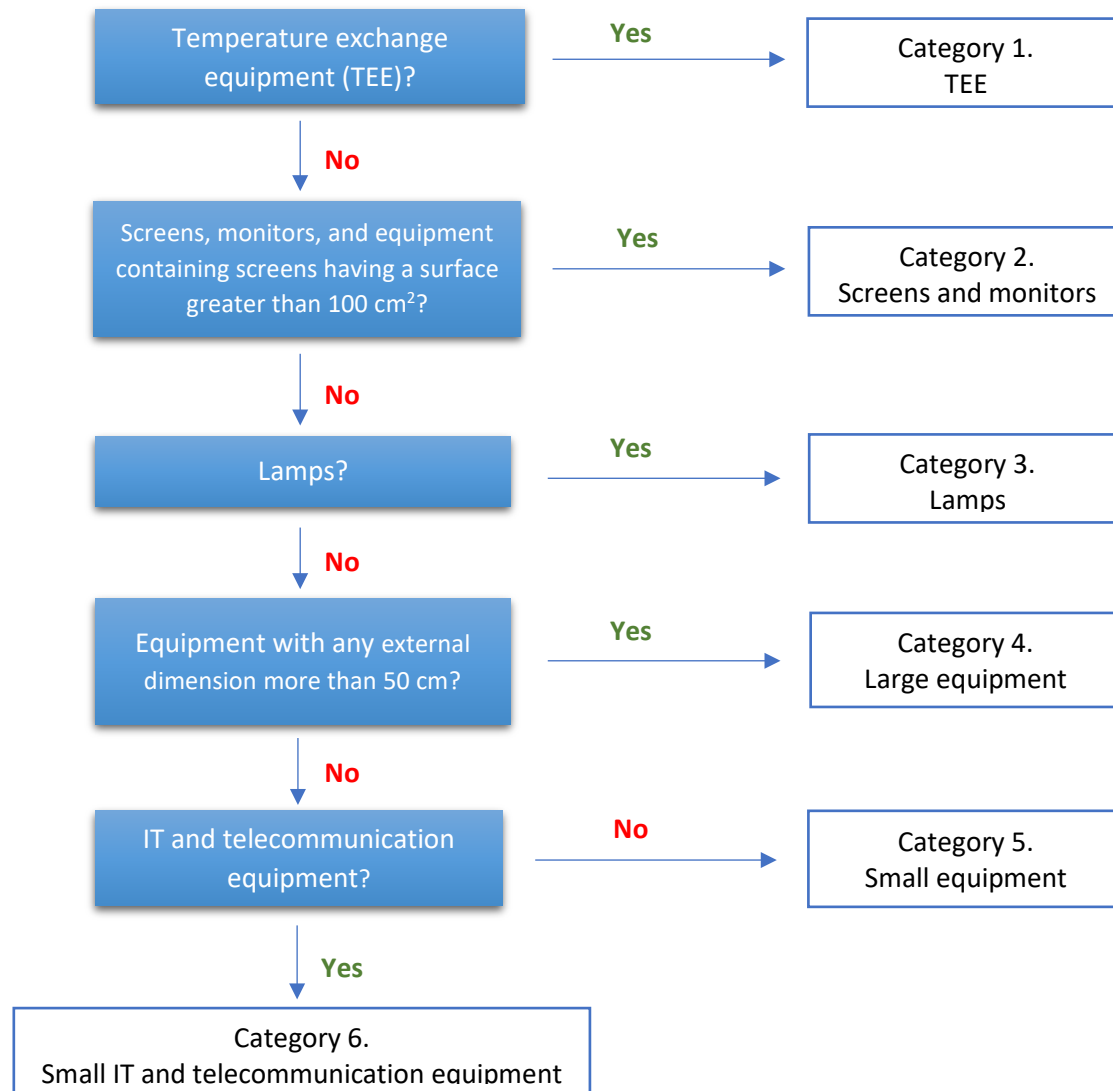 Temperature exchange
equipment (TEE)?
Yes
Category 1.
TEE
No
Screens, monitors, and equipment
containing screens having a surface
greater than 100 cm²?
Yes
Category 2.
Screens and monitors
No
Lamps?
Yes
Category 3.
Lamps
No
Equipment with any external
dimension more than 50 cm?
Yes
Category 4.
Large equipment
No
IT and telecommunication
equipment?
No
Category 5.
Small equipment
Yes
Category 6.
Small IT and telecommunication equipment